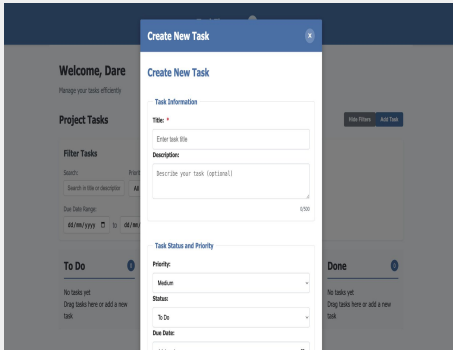 Create New Task
x
Create New Task
Task Information
Title: *
Enter task title
Description:
Describe your task (optional)
0/500
Task Status and Priority
Priority:
Medium
Status:
To Do
Due Date:
Welcome, Dare
Manage your tasks efficiently
Project Tasks
Hide Filters
Add Task
Filter Tasks
Search:
Search in title or description
All
Due Date Range:
dd/mm/yyyy
to
To Do
0
No tasks yet
Drag tasks here or add a new
task
Done
0
No tasks yet
Drag tasks here or add a new
task